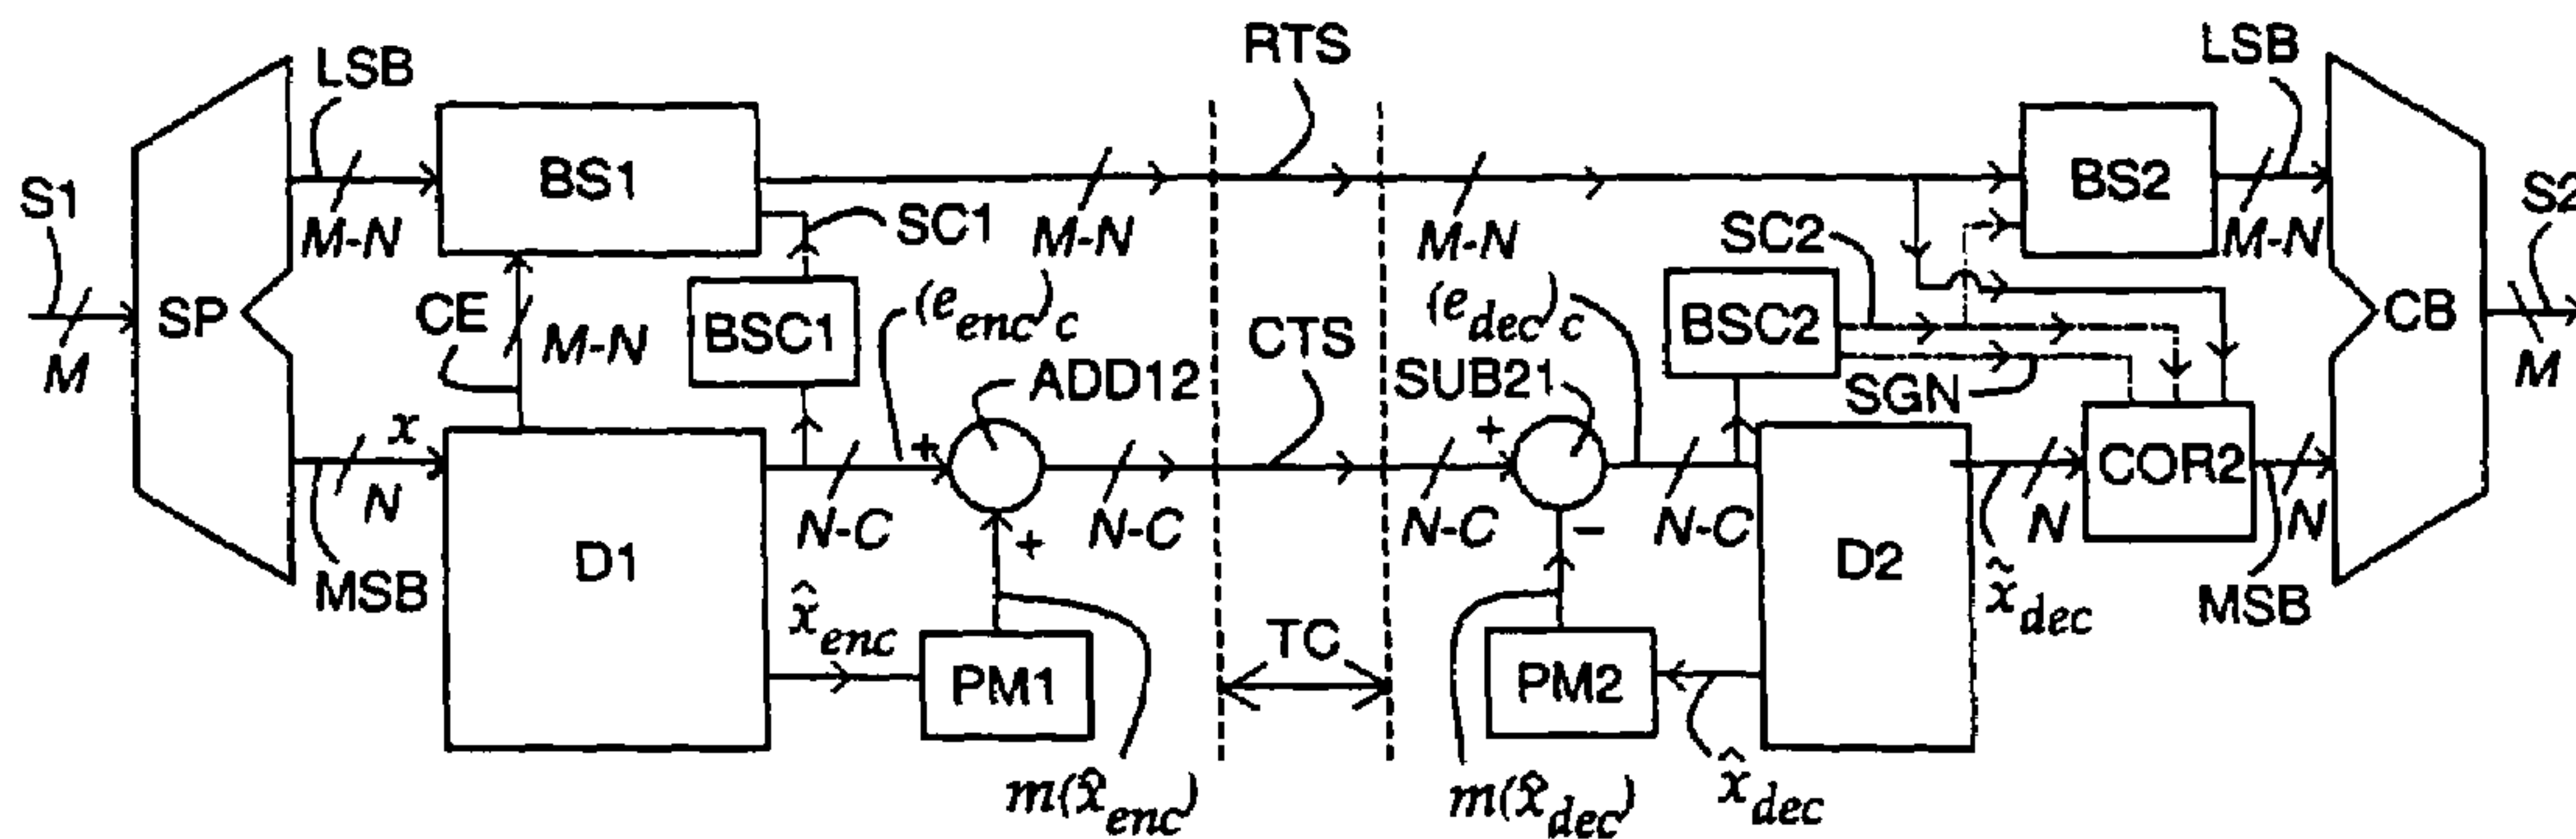 RTS
LSB
LSB
BS1
BS2
S1
S2
M-N
SC1
M-N
M-N
SC2
M-N
SP
CE
M-N
BSC1
(e_enc)_c
(e_dec)_c
BSC2
CB
M
ADD12
CTS
SUB21
SGN
M
x
+
+
COR2
N
N-C
N-C
N-C
N-C
N
N
MSB
D1
+
−
D2
x̃_dec
MSB
x̂_enc
PM1
TC
PM2
m(x̂_enc)
m(x̂_dec)
x̂_dec